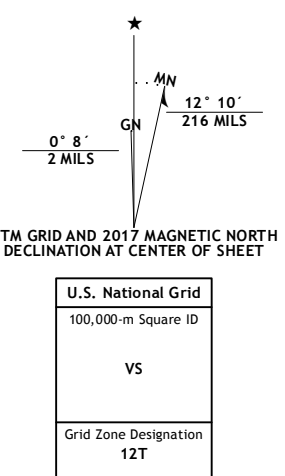 ★
MN
GN
12° 10´
216 MILS
0° 8´
2 MILS
TM GRID AND 2017 MAGNETIC NORTH
DECLINATION AT CENTER OF SHEET
U.S. National Grid
100,000-m Square ID
VS
Grid Zone Designation
12T